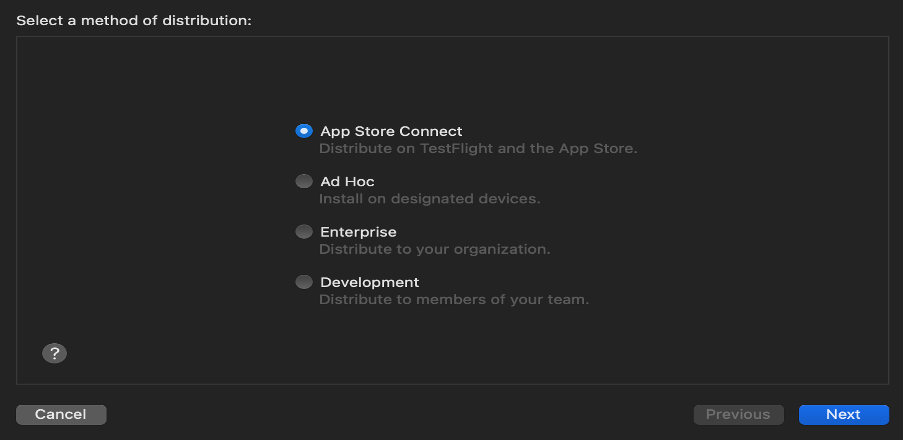 Select a method of distribution:
App Store Connect
Distribute on TestFlight and the App Store.
Ad Hoc
Install on designated devices.
Enterprise
Distribute to your organization.
Development
Distribute to members of your team.
?
Cancel
Previous
Next